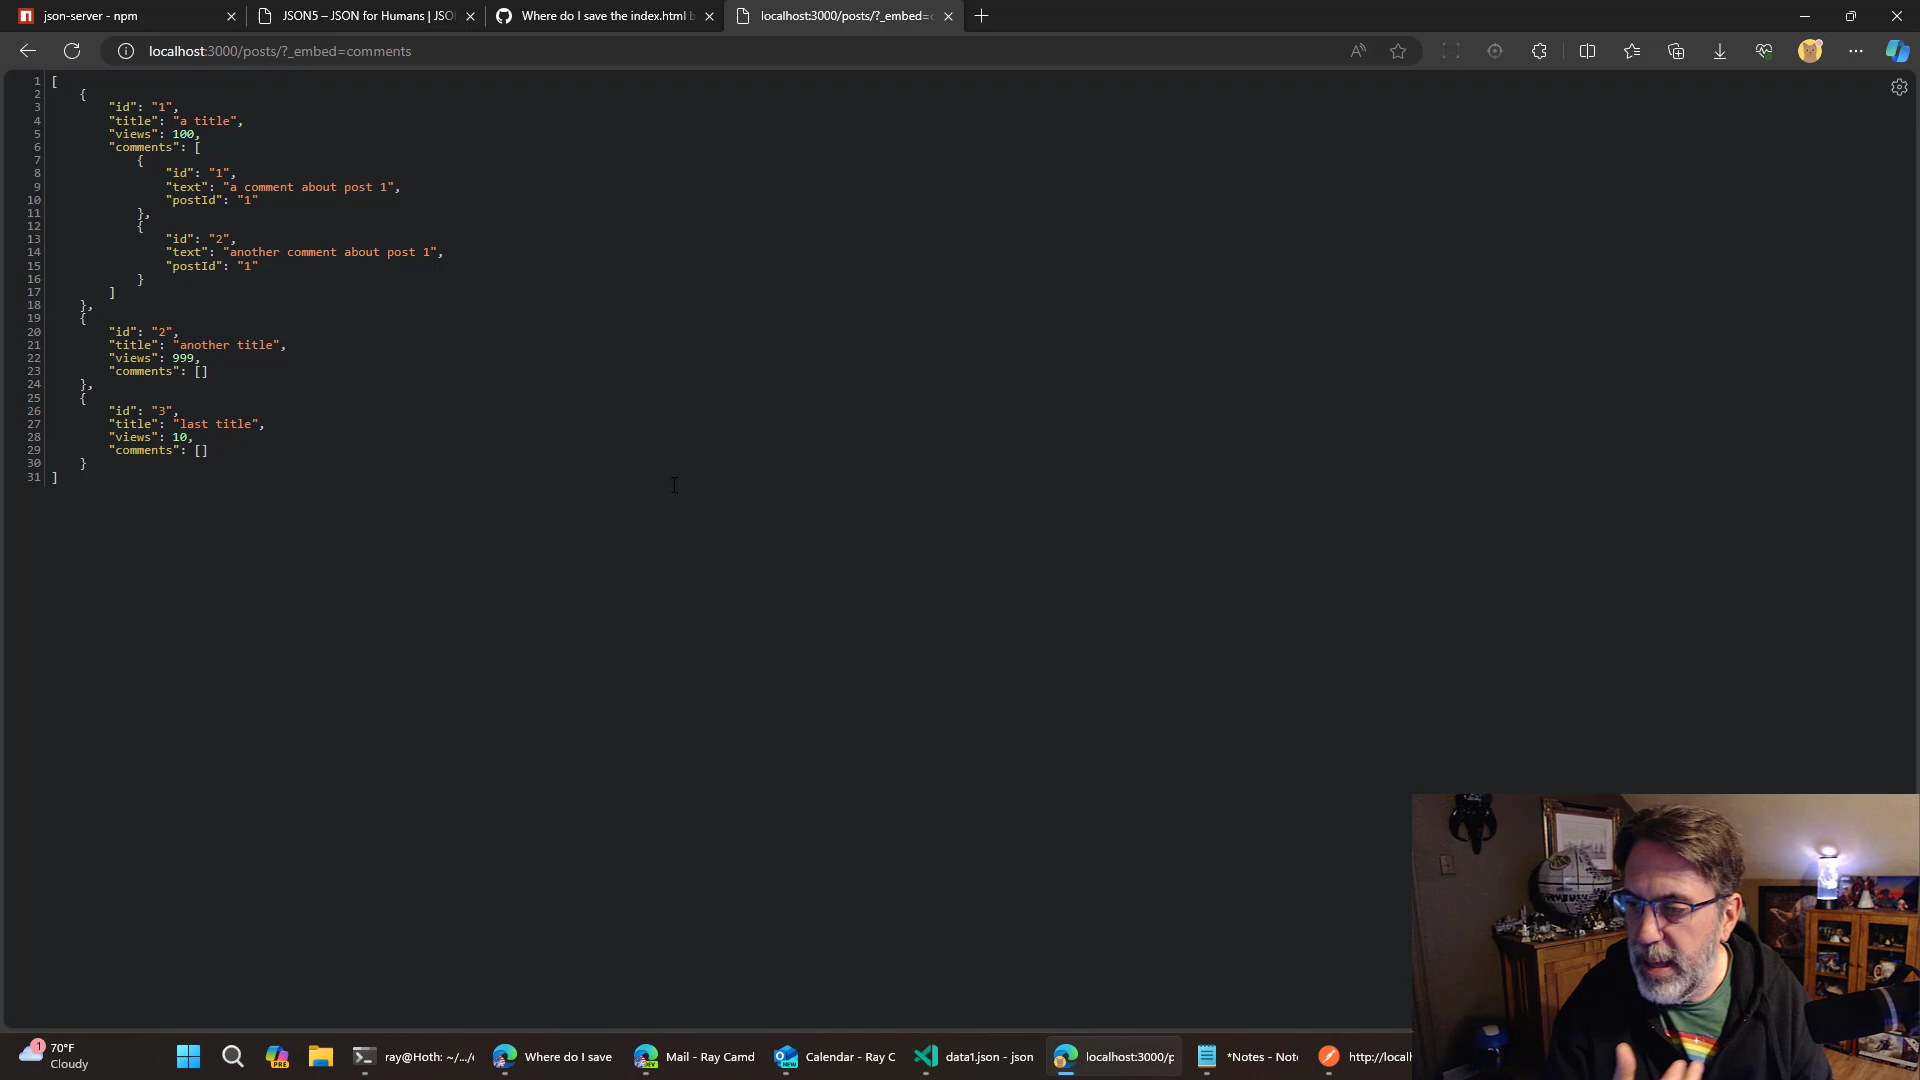 json-server - npm
JSON5 – JSON for Humans | JSO
Where do I save the index.html b
localhost:3000/posts/?_embed=c
localhost:3000/posts/?_embed=comments
1 [
2 {
3 "id": "1",
4 "title": "a title",
5 "views": 100,
6 "comments": [
7 {
8 "id": "1",
9 "text": "a comment about post 1",
10 "postId": "1"
11 },
12 {
13 "id": "2",
14 "text": "another comment about post 1",
15 "postId": "1"
16 }
17 ]
18 },
19 {
20 "id": "2",
21 "title": "another title",
22 "views": 999,
23 "comments": []
24 },
25 {
26 "id": "3",
27 "title": "last title",
28 "views": 10,
29 "comments": []
30 }
31 ]
1
70°F
Cloudy
PRE
ray@Hoth: ~/.../
Where do I save
Mail - Ray Camd
NEW
Calendar - Ray C
data1.json - json
localhost:3000/p
*Notes - Not
http://local